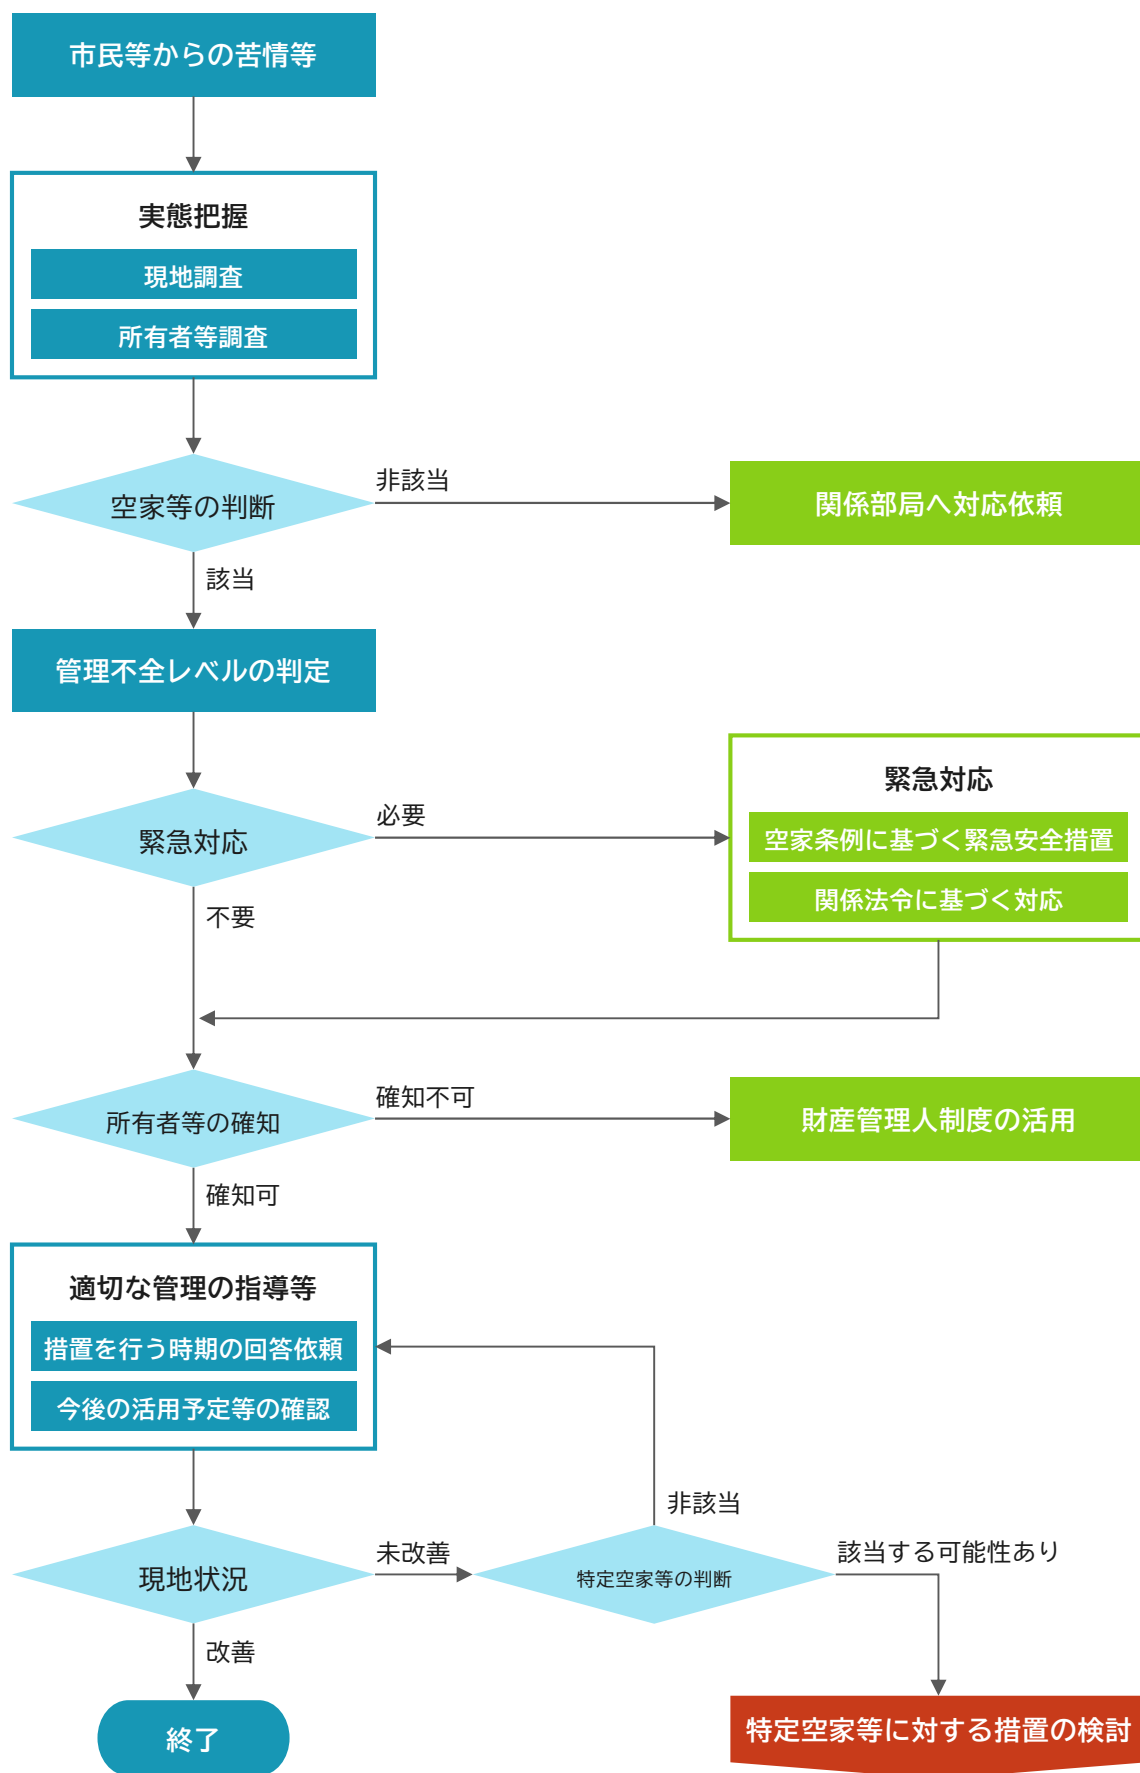 市民等からの苦情等
実態把握
現地調査
所有者等調査
空家等の判断
非該当
関係部局へ対応依頼
該当
管理不全レベルの判定
緊急対応
必要
緊急対応
空家条例に基づく緊急安全措置
関係法令に基づく対応
不要
所有者等の確知
確知不可
財産管理人制度の活用
確知可
適切な管理の指導等
措置を行う時期の回答依頼
今後の活用予定等の確認
現地状況
未改善
特定空家等の判断
非該当
該当する可能性あり
改善
終了
特定空家等に対する措置の検討